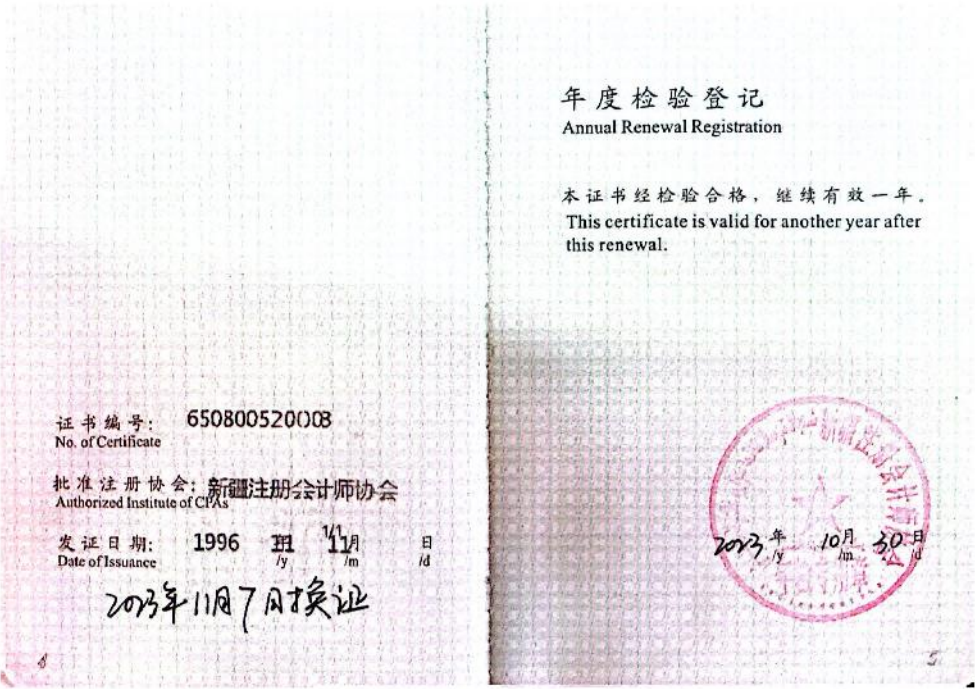 证书编号: 650800520003
No. of Certificate
批准注册协会: 新疆注册会计师协会
Authorized Institute of CPAs
发证日期: 1996 年 11 月 日
Date of Issuance /y /m /d
2023年11月7日换证
4
年度检验登记
Annual Renewal Registration
本证书经检验合格，继续有效一年。
This certificate is valid for another year after
this renewal.
2023 年 10 月 30 日
/y /m /d
5